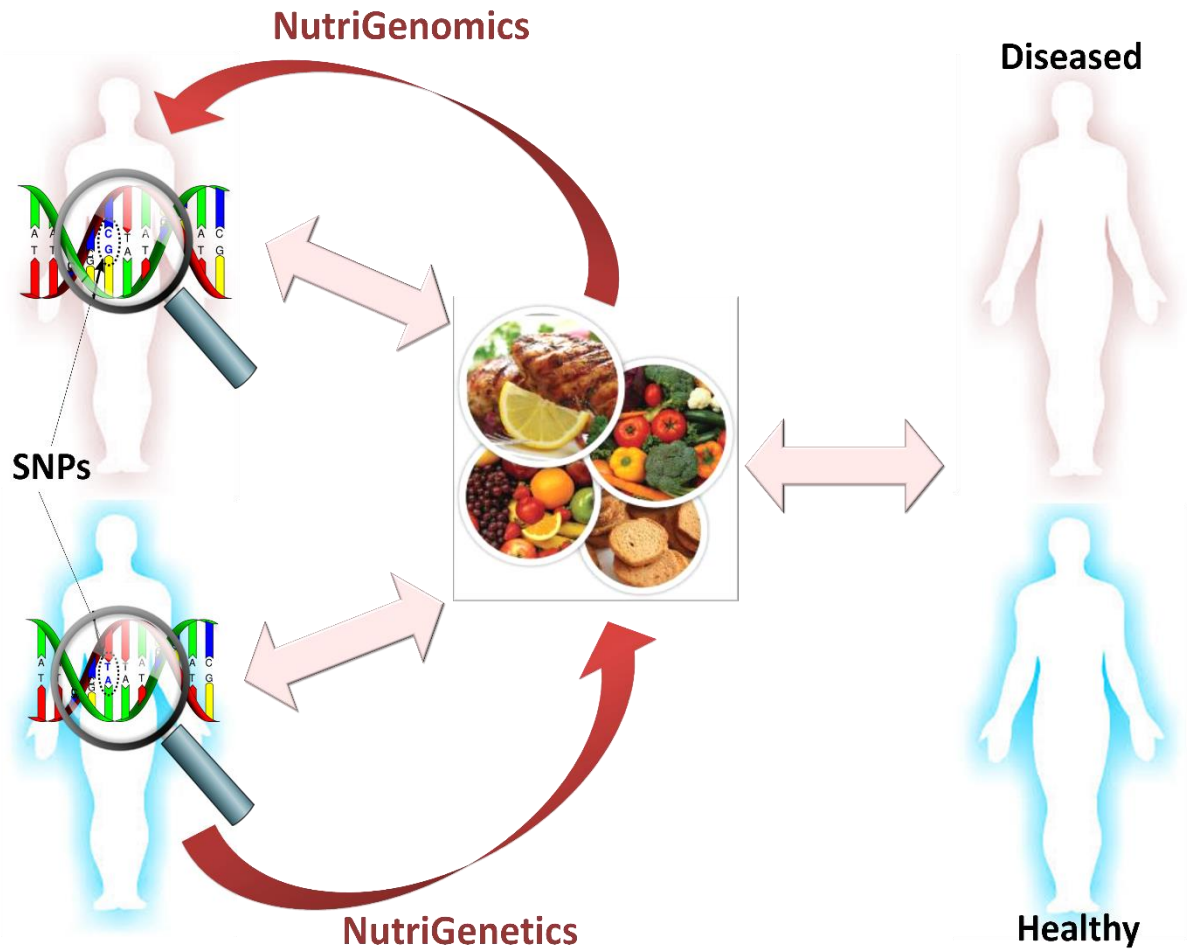 NutriGenomics
Diseased
A A C T A A C
T T G A T T G
G
SNPs
A T T A A C
T A A T T G
G
NutriGenetics
Healthy